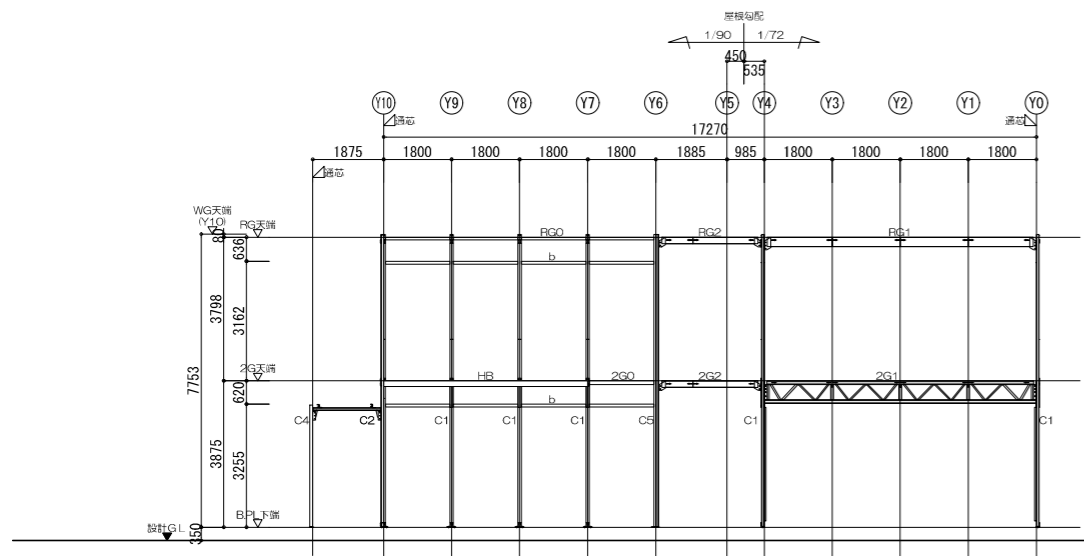 屋根勾配
1/90 1/72
450
535
Y10 Y9 Y8 Y7 Y6 Y5 Y4 Y3 Y2 Y1 Y0
通芯 通芯
17270
1875 1800 1800 1800 1800 1885 985 1800 1800 1800 1800
通芯
WG天端
(Y10)
RG天端
80
636
RG0 RG2 RG1
b
3798
3162
7753
2G天端
HB 2G0 2G2 2G1
620
b
C4 C2 C1 C1 C1 C5 C1 C1
3875
3255
B.PL下端
設計G.L
350